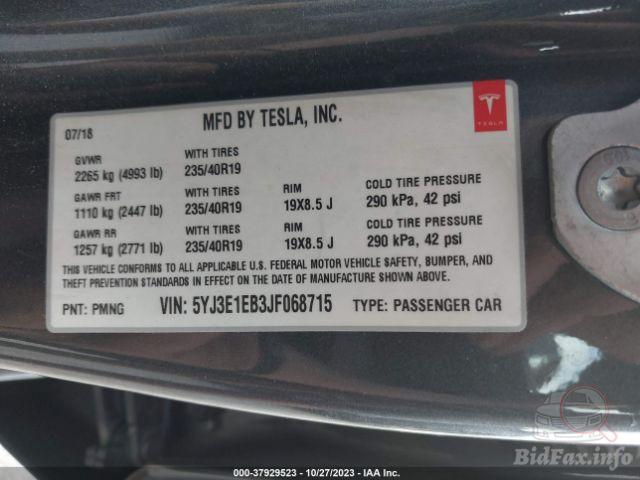 MFD BY TESLA, INC.
TESLA
07/18
GVWR WITH TIRES
2265 kg (4993 lb) 235/40R19
GAWR FRT WITH TIRES RIM COLD TIRE PRESSURE
1110 kg (2447 lb) 235/40R19 19X8.5 J 290 kPa, 42 psi
GAWR RR WITH TIRES RIM COLD TIRE PRESSURE
1257 kg (2771 lb) 235/40R19 19X8.5 J 290 kPa, 42 psi
THIS VEHICLE CONFORMS TO ALL APPLICABLE U.S. FEDERAL MOTOR VEHICLE SAFETY, BUMPER, AND
THEFT PREVENTION STANDARDS IN EFFECT ON THE DATE OF MANUFACTURE SHOWN ABOVE.
PNT: PMNG VIN: 5YJ3E1EB3JF068715 TYPE: PASSENGER CAR
BidFax.info
000-37929523 - 10/27/2023 - IAA Inc.